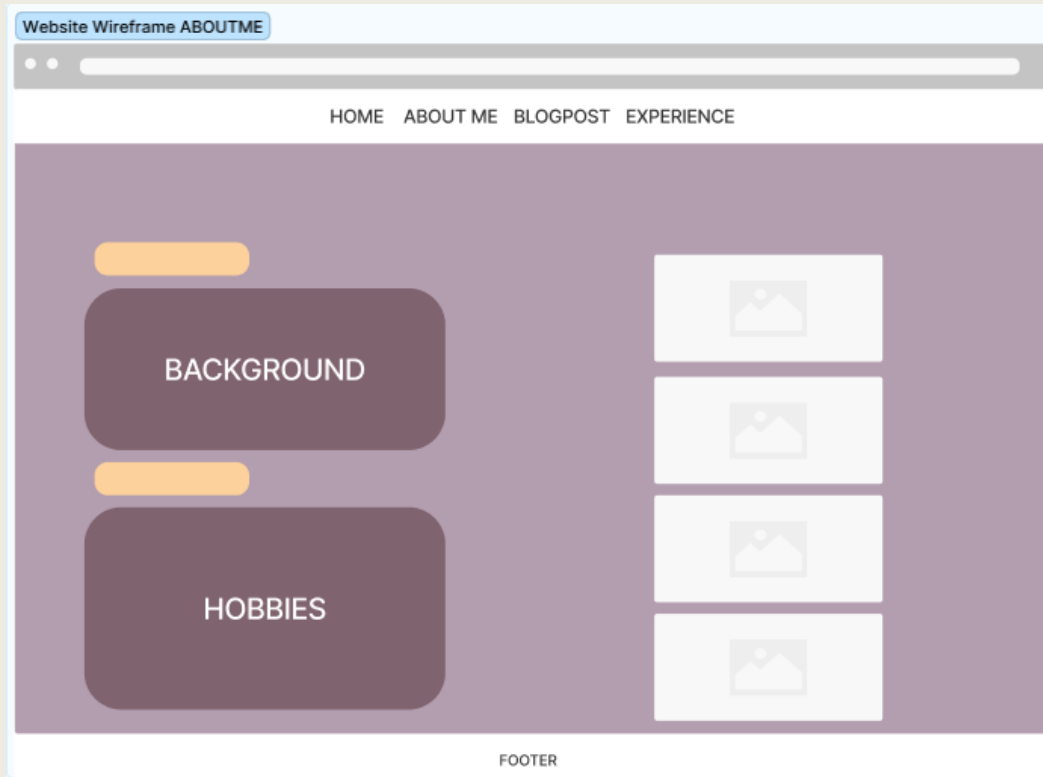 Website Wireframe ABOUTME
HOME ABOUT ME BLOGPOST EXPERIENCE
BACKGROUND
HOBBIES
FOOTER